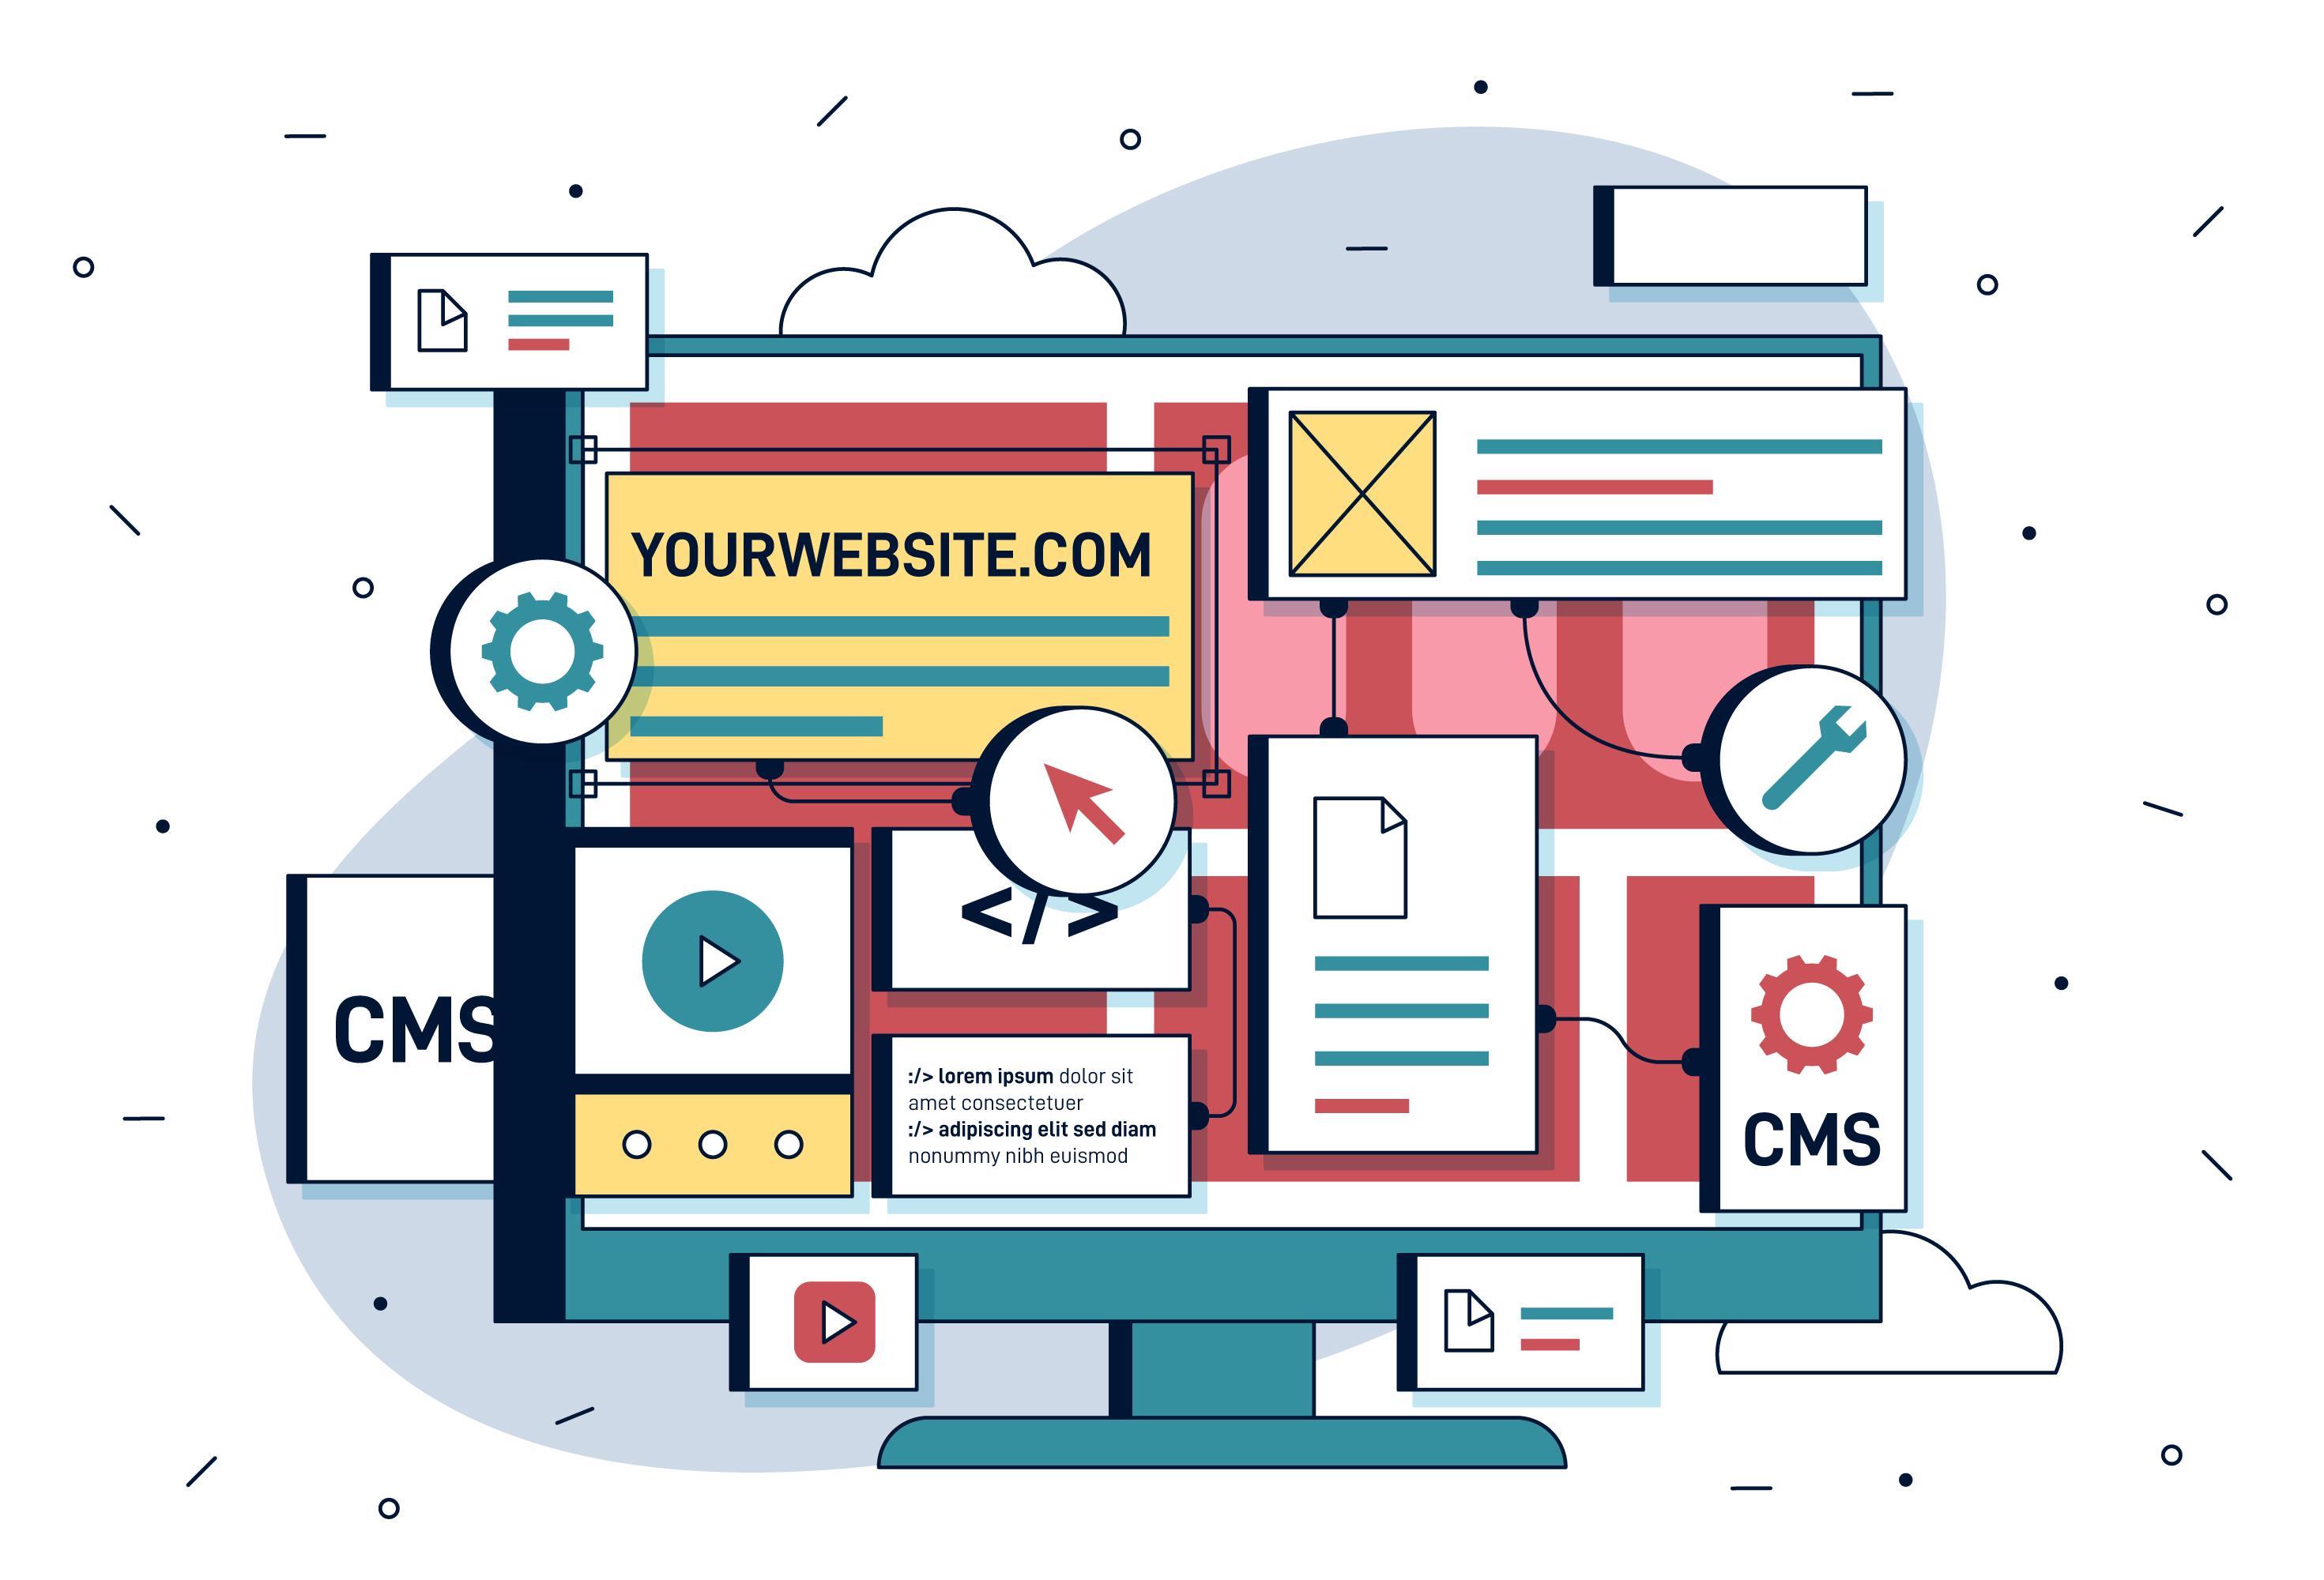 YOURWEBSITE.COM
</>
CMS
:/> lorem ipsum dolor sit
amet consectetuer
:/> adipiscing elit sed diam
nonummy nibh euismod
CMS